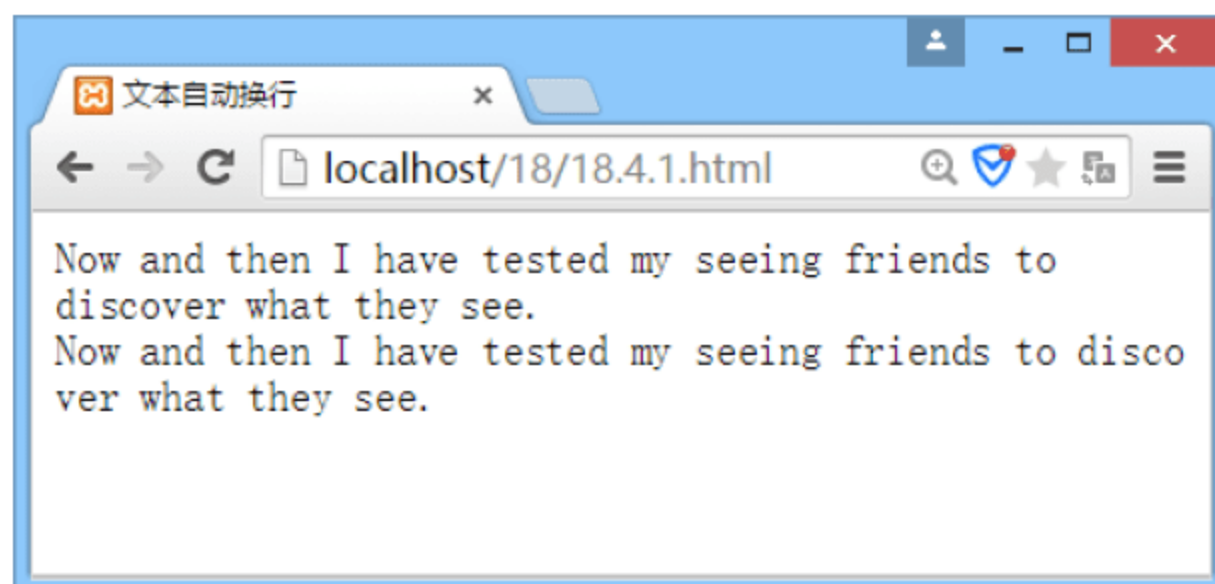 文本自动换行
localhost/18/18.4.1.html
Now and then I have tested my seeing friends to
discover what they see.
Now and then I have tested my seeing friends to disco
ver what they see.